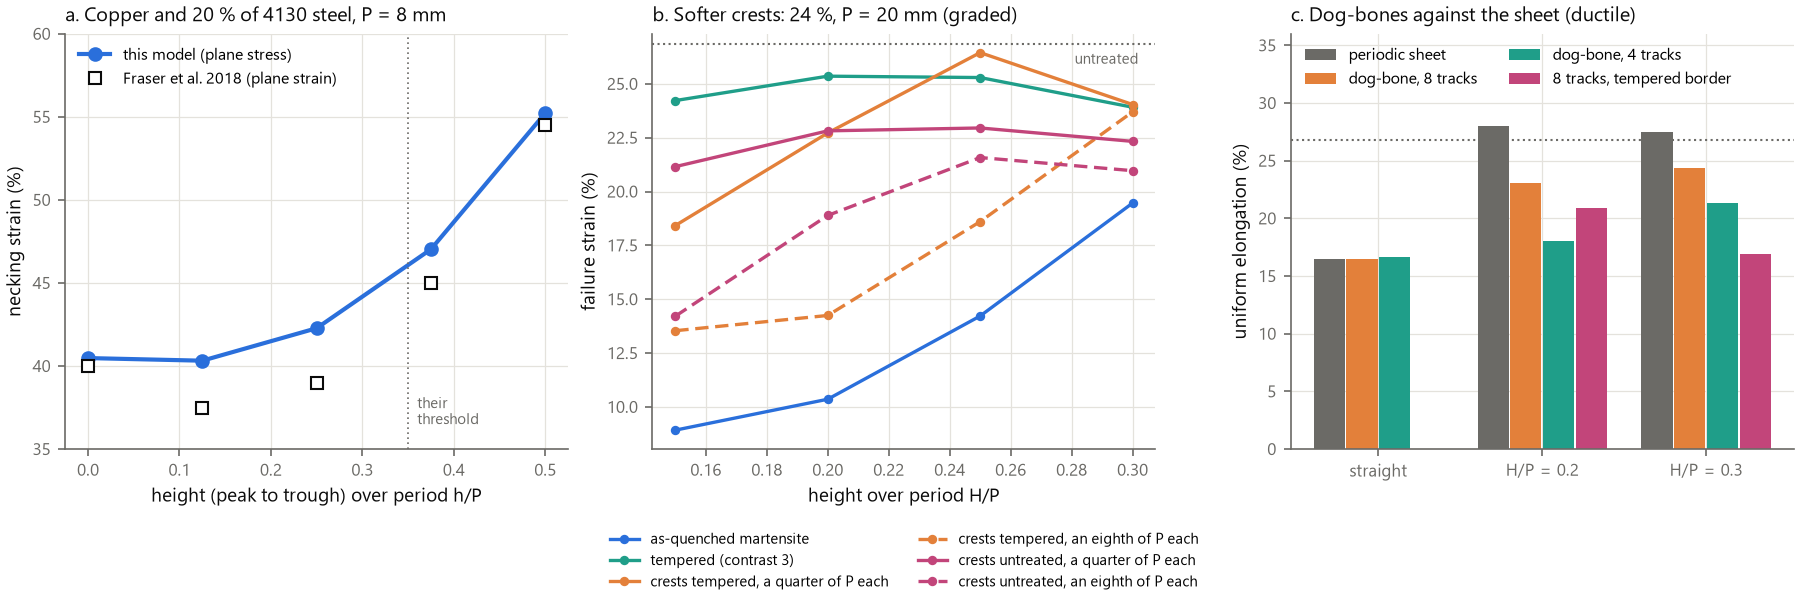 a. Copper and 20 % of 4130 steel, P = 8 mm
this model (plane stress)
Fraser et al. 2018 (plane strain)
their
threshold
60
55
50
45
40
35
necking strain (%)
0.0 0.1 0.2 0.3 0.4 0.5
height (peak to trough) over period h/P
b. Softer crests: 24 %, P = 20 mm (graded)
untreated
25.0
22.5
20.0
17.5
15.0
12.5
10.0
failure strain (%)
0.16 0.18 0.20 0.22 0.24 0.26 0.28 0.30
height over period H/P
as-quenched martensite
tempered (contrast 3)
crests tempered, a quarter of P each
crests tempered, an eighth of P each
crests untreated, a quarter of P each
crests untreated, an eighth of P each
c. Dog-bones against the sheet (ductile)
periodic sheet
dog-bone, 8 tracks
dog-bone, 4 tracks
8 tracks, tempered border
35
30
25
20
15
10
5
0
uniform elongation (%)
straight H/P = 0.2 H/P = 0.3